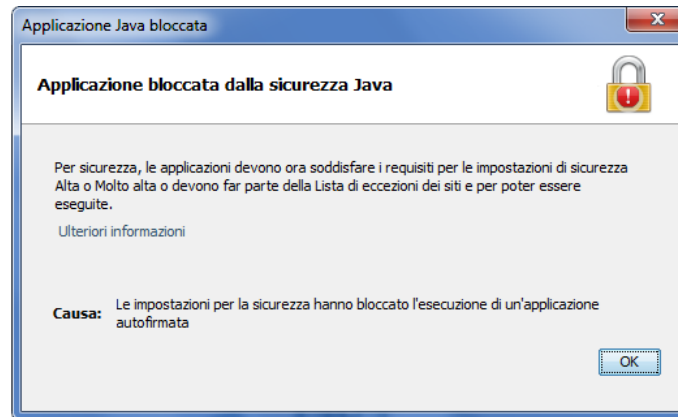 Applicazione Java bloccata
Applicazione bloccata dalla sicurezza Java
Per sicurezza, le applicazioni devono ora soddisfare i requisiti per le impostazioni di sicurezza
Alta o Molto alta o devono far parte della Lista di eccezioni dei siti e per poter essere
eseguite.
Ulteriori informazioni
Causa: Le impostazioni per la sicurezza hanno bloccato l'esecuzione di un'applicazione
autofirmata
OK